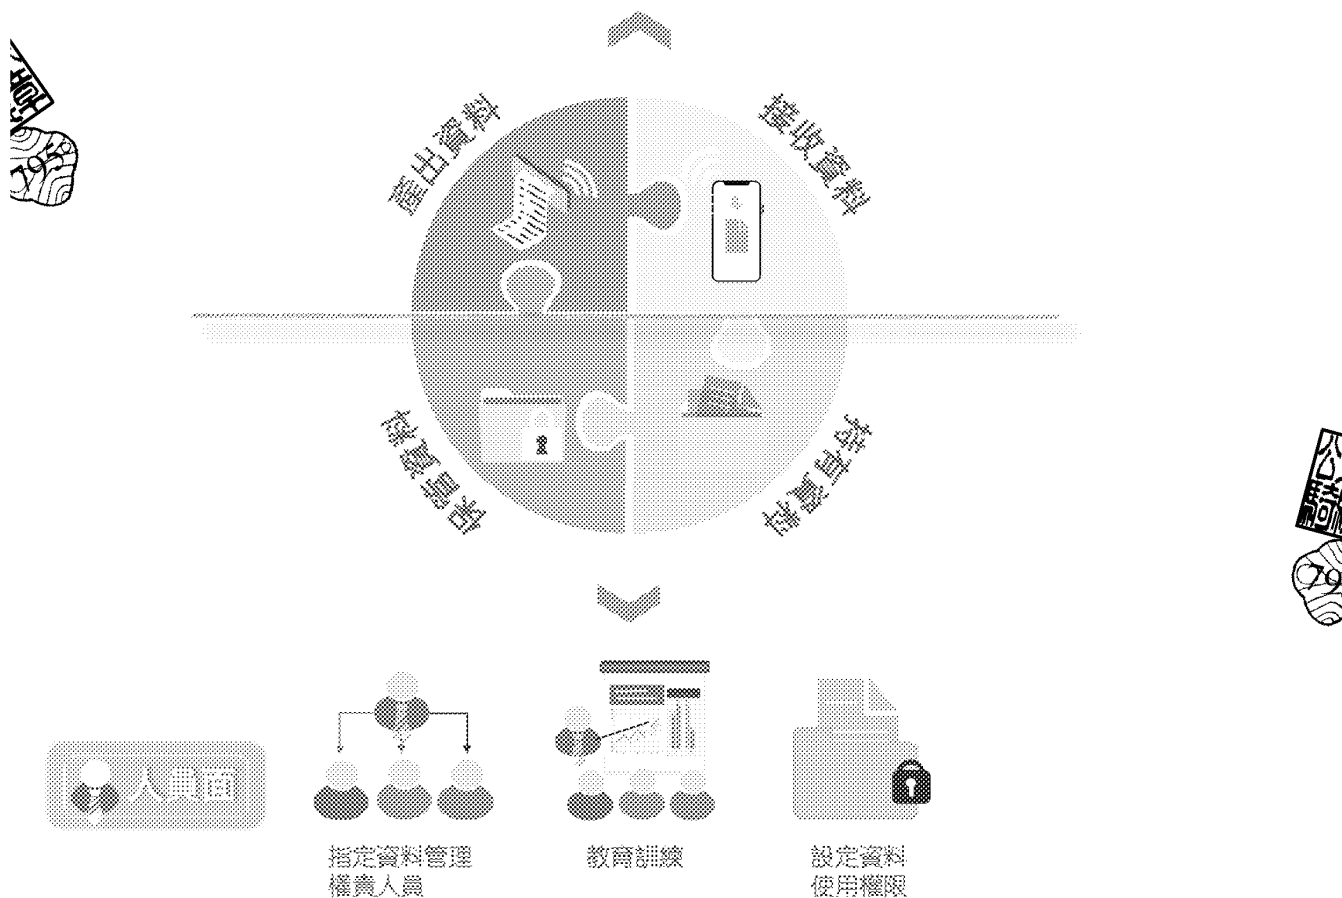 產出資料
接收資料
保管資料
持有資料
人員面
指定資料管理
權責人員
教育訓練
設定資料
使用權限